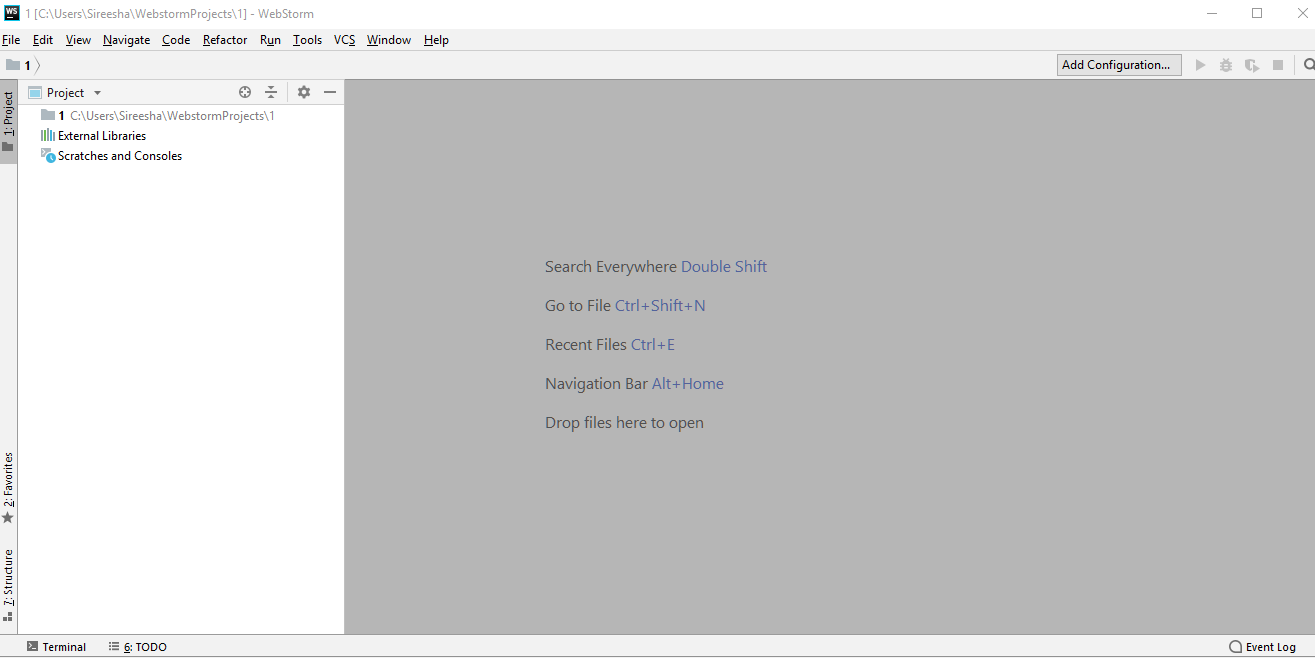 WS 1 [C:\Users\Sireesha\WebstormProjects\1] - WebStorm
File Edit View Navigate Code Refactor Run Tools VCS Window Help
1 Add Configuration...
1: Project
Project
1 C:\Users\Sireesha\WebstormProjects\1
External Libraries
Scratches and Consoles
Search Everywhere Double Shift
Go to File Ctrl+Shift+N
Recent Files Ctrl+E
Navigation Bar Alt+Home
Drop files here to open
2: Favorites
7: Structure
Terminal 6: TODO Event Log